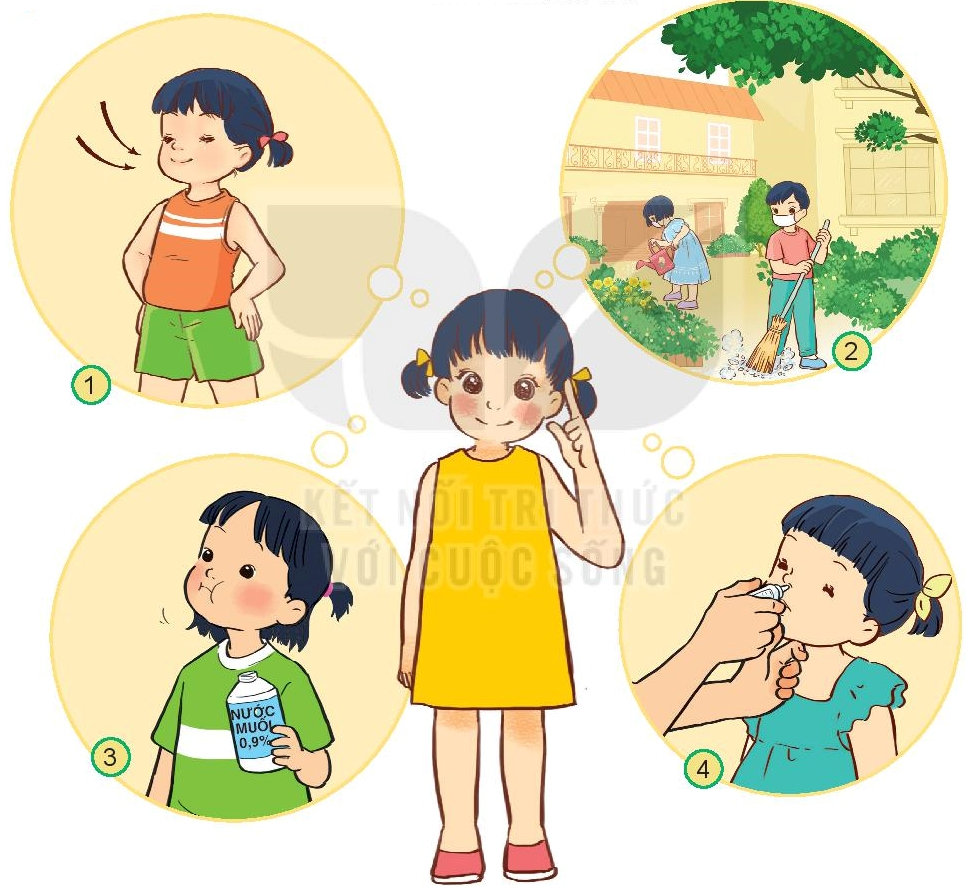 1
2
KẾT NỐI TRI THỨC
VỚI CUỘC SỐNG
NƯỚC
MUỐI
0,9%
3
4